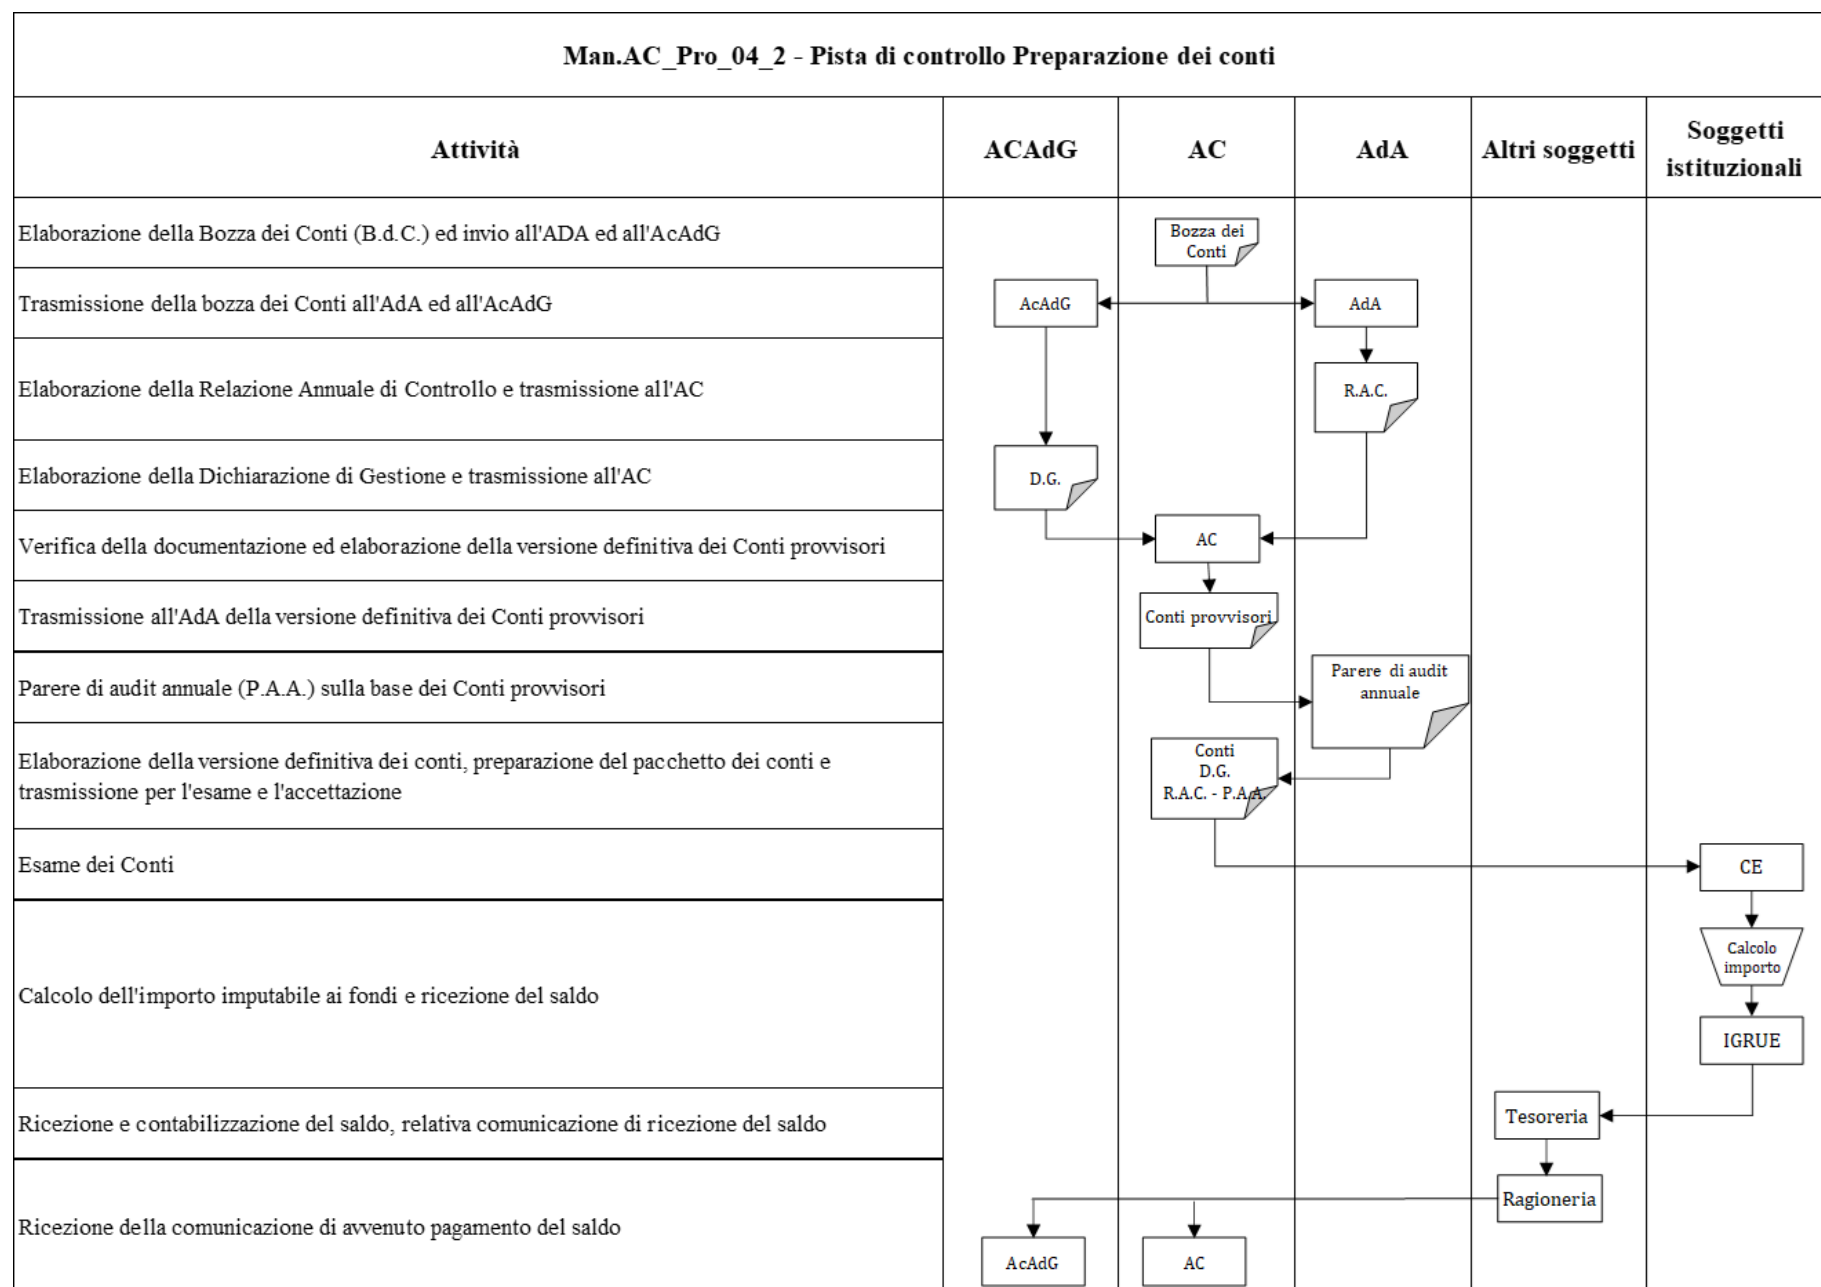 Man.AC_Pro_04_2 - Pista di controllo Preparazione dei conti
Attività
ACAdG
AC
AdA
Altri soggetti
Soggetti
istituzionali
Elaborazione della Bozza dei Conti (B.d.C.) ed invio all'ADA ed all'AcAdG
Bozza dei
Conti
Trasmissione della bozza dei Conti all'AdA ed all'AcAdG
AcAdG
AdA
Elaborazione della Relazione Annuale di Controllo e trasmissione all'AC
R.A.C.
Elaborazione della Dichiarazione di Gestione e trasmissione all'AC
D.G.
Verifica della documentazione ed elaborazione della versione definitiva dei Conti provvisori
AC
Trasmissione all'AdA della versione definitiva dei Conti provvisori
Conti provvisori
Parere di audit annuale (P.A.A.) sulla base dei Conti provvisori
Parere di audit
annuale
Elaborazione della versione definitiva dei conti, preparazione del pacchetto dei conti e
trasmissione per l'esame e l'accettazione
Conti
D.G.
R.A.C. - P.A.A.
Esame dei Conti
CE
Calcolo dell'importo imputabile ai fondi e ricezione del saldo
Calcolo
importo
IGRUE
Ricezione e contabilizzazione del saldo, relativa comunicazione di ricezione del saldo
Tesoreria
Ricezione della comunicazione di avvenuto pagamento del saldo
Ragioneria
AcAdG
AC